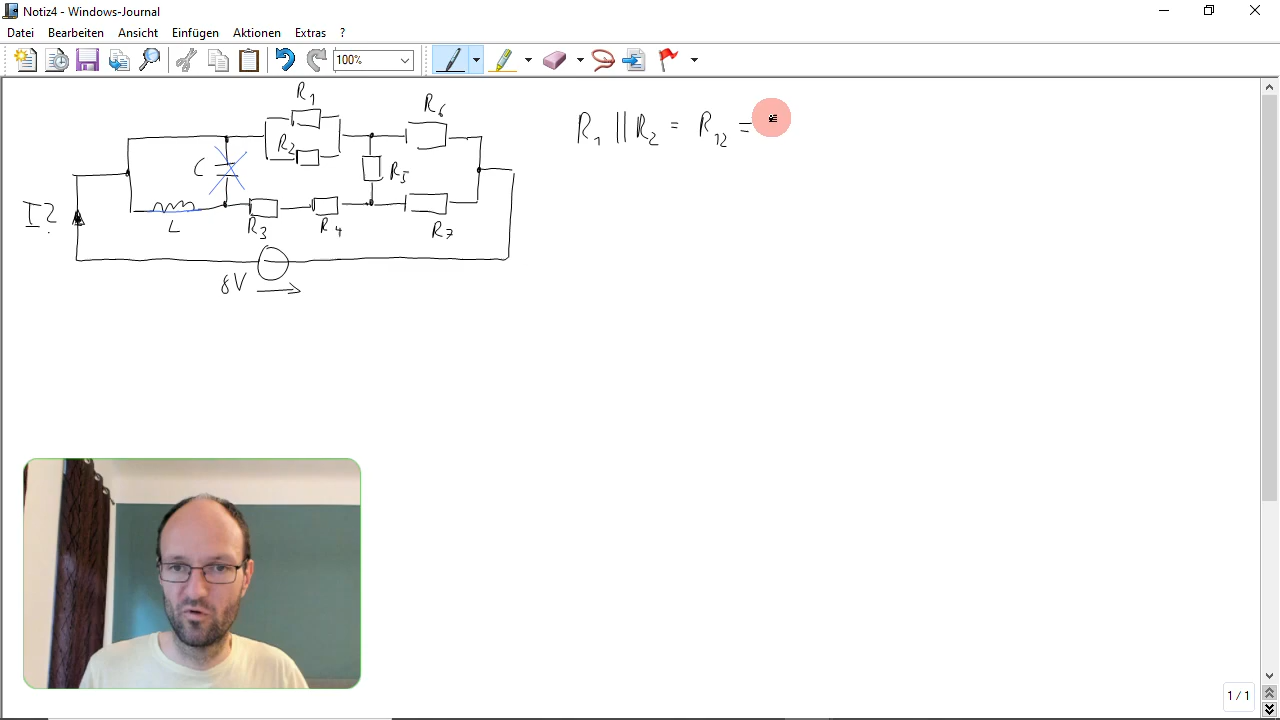 Notiz4 - Windows-Journal
Datei Bearbeiten Ansicht Einfügen Aktionen Extras ?
100%
R1
R6
R2
R1 || R2 = R12 =
C
R5
I?
L
R3
R4
R7
8V
1 / 1